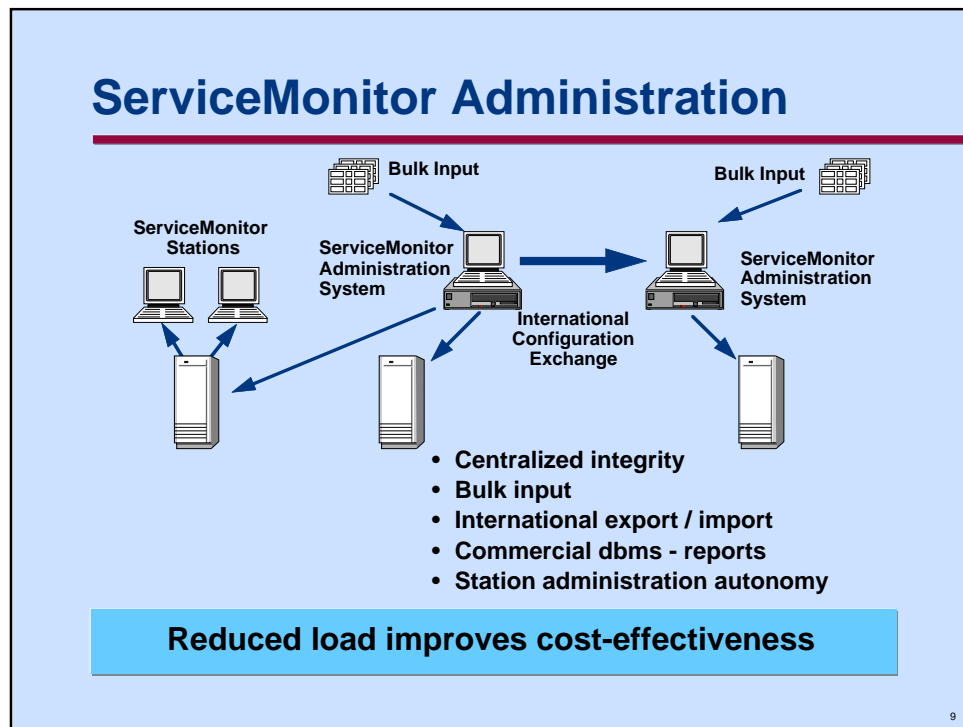 ServiceMonitor Administration
Bulk Input
Bulk Input
ServiceMonitor
Stations
ServiceMonitor
Administration
System
ServiceMonitor
Administration
System
International
Configuration
Exchange
• Centralized integrity
• Bulk input
• International export / import
• Commercial dbms - reports
• Station administration autonomy
Reduced load improves cost-effectiveness
9